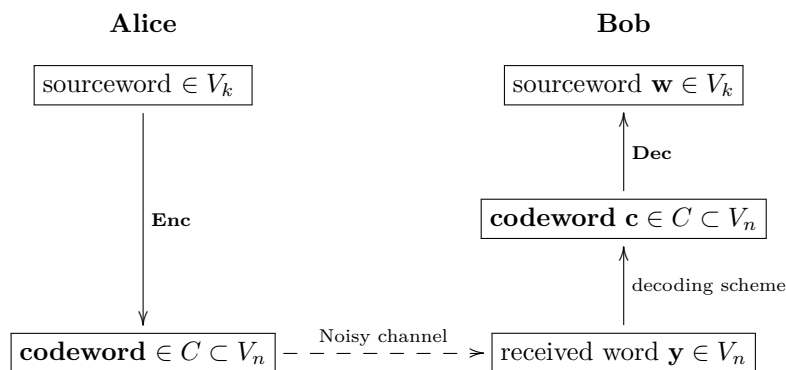 Alice
Bob
sourceword ∈ V_k
sourceword w ∈ V_k
Dec
Enc
codeword c ∈ C ⊂ V_n
decoding scheme
Noisy channel
codeword ∈ C ⊂ V_n
received word y ∈ V_n